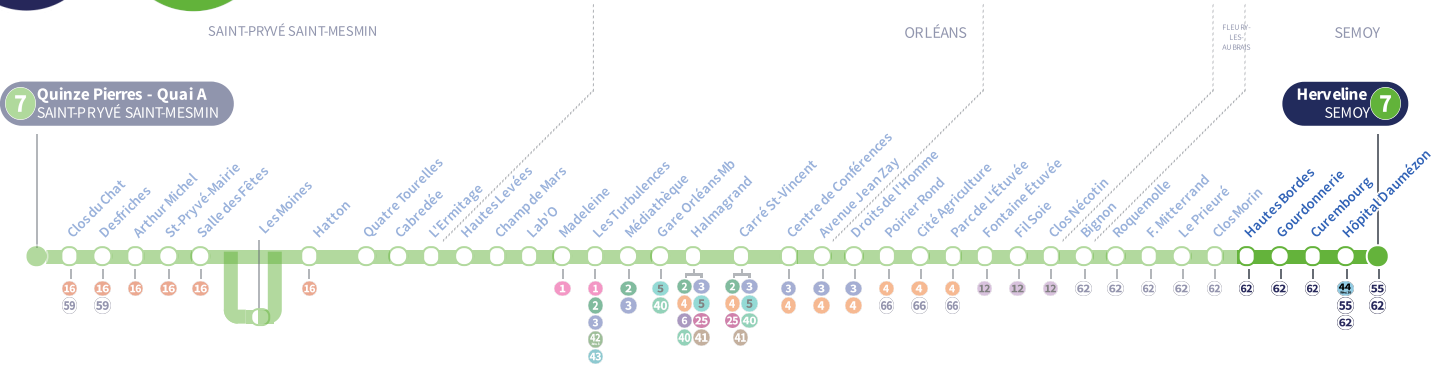 SAINT-PRYVÉ SAINT-MESMIN
ORLÉANS
FLEURY-
LES-
AUBRAIS
SEMOY
7
Quinze Pierres - Quai A
SAINT-PRYVÉ SAINT-MESMIN
Herveline
SEMOY
7
Clos du Chat
Desfriches
Arthur Michel
St-Pryvé-Mairie
Salle des Fêtes
Les Moines
Hatton
Quatre Tourelles
Cabredée
L'Ermitage
Hautes Levées
Champ de Mars
Lab'O
Madeleine
Les Turbulences
Médiathèque
Gare Orléans Mb
Halmagrand
Carré St-Vincent
Centre de Conférences
Avenue Jean Zay
Droits de l'Homme
Poirier Rond
Cité Agriculture
Parc de L'Étuvée
Fontaine Étuvée
Fil Soie
Clos Nécotin
Bignon
Roquemolle
F. Mitterrand
Le Prieuré
Clos Morin
Hautes Bordes
Gourdonnerie
Curembourg
Hôpital Daumézon
16 16 16 16 16 16 1 1 2 5 2 3 2 3 3 3 3 4 4 4 12 12 12 62 62 62 62 62 62 62 62 44 55
59 59 2 3 40 4 5 4 5 4 4 4 66 66 66 55 62
3 6 25 25 40 62
42 40 41 41
43